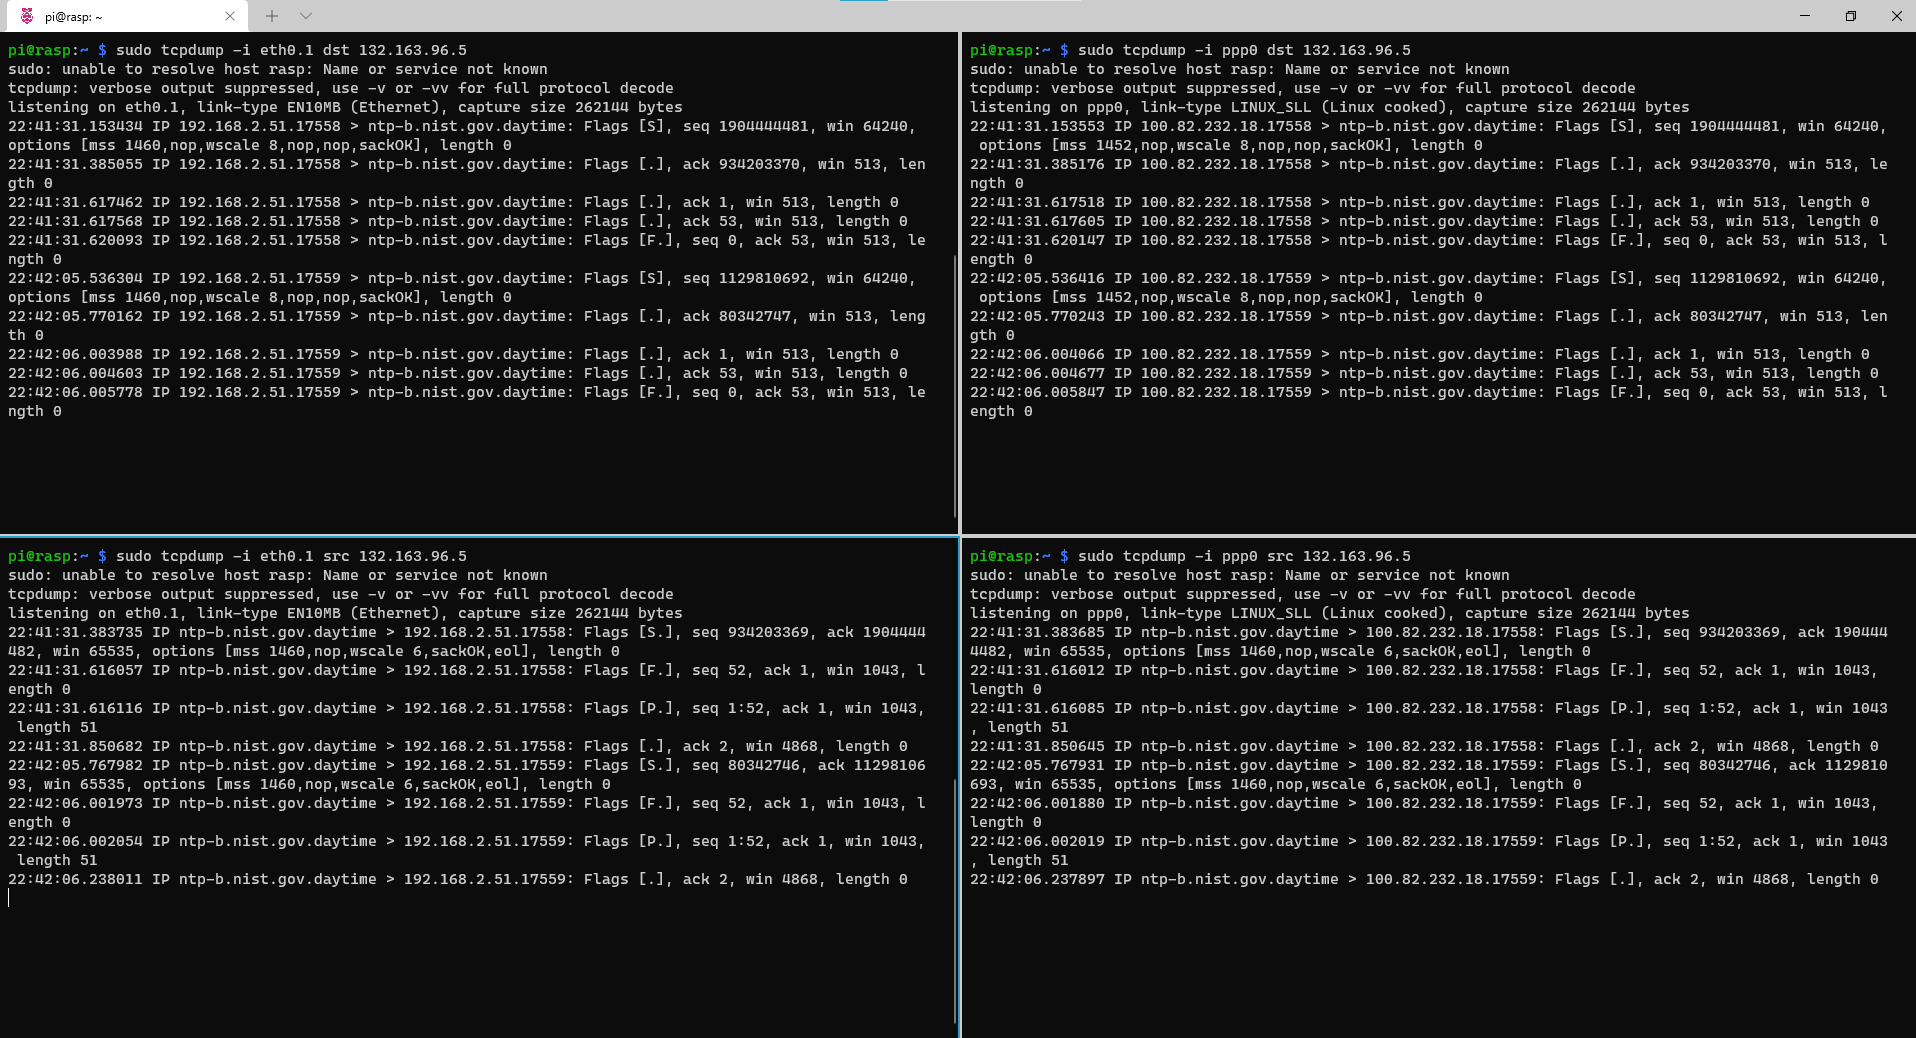 pi@rasp: ~
pi@rasp:~ $ sudo tcpdump -i eth0.1 dst 132.163.96.5
sudo: unable to resolve host rasp: Name or service not known
tcpdump: verbose output suppressed, use -v or -vv for full protocol decode
listening on eth0.1, link-type EN10MB (Ethernet), capture size 262144 bytes
22:41:31.153434 IP 192.168.2.51.17558 > ntp-b.nist.gov.daytime: Flags [S], seq 1904444481, win 64240,
options [mss 1460,nop,wscale 8,nop,nop,sackOK], length 0
22:41:31.385055 IP 192.168.2.51.17558 > ntp-b.nist.gov.daytime: Flags [.], ack 934203370, win 513, len
gth 0
22:41:31.617462 IP 192.168.2.51.17558 > ntp-b.nist.gov.daytime: Flags [.], ack 1, win 513, length 0
22:41:31.617568 IP 192.168.2.51.17558 > ntp-b.nist.gov.daytime: Flags [.], ack 53, win 513, length 0
22:41:31.620093 IP 192.168.2.51.17558 > ntp-b.nist.gov.daytime: Flags [F.], seq 0, ack 53, win 513, le
ngth 0
22:42:05.536304 IP 192.168.2.51.17559 > ntp-b.nist.gov.daytime: Flags [S], seq 1129810692, win 64240,
options [mss 1460,nop,wscale 8,nop,nop,sackOK], length 0
22:42:05.770162 IP 192.168.2.51.17559 > ntp-b.nist.gov.daytime: Flags [.], ack 80342747, win 513, leng
th 0
22:42:06.003988 IP 192.168.2.51.17559 > ntp-b.nist.gov.daytime: Flags [.], ack 1, win 513, length 0
22:42:06.004603 IP 192.168.2.51.17559 > ntp-b.nist.gov.daytime: Flags [.], ack 53, win 513, length 0
22:42:06.005778 IP 192.168.2.51.17559 > ntp-b.nist.gov.daytime: Flags [F.], seq 0, ack 53, win 513, le
ngth 0
pi@rasp:~ $ sudo tcpdump -i ppp0 dst 132.163.96.5
sudo: unable to resolve host rasp: Name or service not known
tcpdump: verbose output suppressed, use -v or -vv for full protocol decode
listening on ppp0, link-type LINUX_SLL (Linux cooked), capture size 262144 bytes
22:41:31.153553 IP 100.82.232.18.17558 > ntp-b.nist.gov.daytime: Flags [S], seq 1904444481, win 64240,
 options [mss 1452,nop,wscale 8,nop,nop,sackOK], length 0
22:41:31.385176 IP 100.82.232.18.17558 > ntp-b.nist.gov.daytime: Flags [.], ack 934203370, win 513, le
ngth 0
22:41:31.617518 IP 100.82.232.18.17558 > ntp-b.nist.gov.daytime: Flags [.], ack 1, win 513, length 0
22:41:31.617605 IP 100.82.232.18.17558 > ntp-b.nist.gov.daytime: Flags [.], ack 53, win 513, length 0
22:41:31.620147 IP 100.82.232.18.17558 > ntp-b.nist.gov.daytime: Flags [F.], seq 0, ack 53, win 513, l
ength 0
22:42:05.536416 IP 100.82.232.18.17559 > ntp-b.nist.gov.daytime: Flags [S], seq 1129810692, win 64240,
 options [mss 1452,nop,wscale 8,nop,nop,sackOK], length 0
22:42:05.770243 IP 100.82.232.18.17559 > ntp-b.nist.gov.daytime: Flags [.], ack 80342747, win 513, len
gth 0
22:42:06.004066 IP 100.82.232.18.17559 > ntp-b.nist.gov.daytime: Flags [.], ack 1, win 513, length 0
22:42:06.004677 IP 100.82.232.18.17559 > ntp-b.nist.gov.daytime: Flags [.], ack 53, win 513, length 0
22:42:06.005847 IP 100.82.232.18.17559 > ntp-b.nist.gov.daytime: Flags [F.], seq 0, ack 53, win 513, l
ength 0
pi@rasp:~ $ sudo tcpdump -i eth0.1 src 132.163.96.5
sudo: unable to resolve host rasp: Name or service not known
tcpdump: verbose output suppressed, use -v or -vv for full protocol decode
listening on eth0.1, link-type EN10MB (Ethernet), capture size 262144 bytes
22:41:31.383735 IP ntp-b.nist.gov.daytime > 192.168.2.51.17558: Flags [S.], seq 934203369, ack 1904444
482, win 65535, options [mss 1460,nop,wscale 6,sackOK,eol], length 0
22:41:31.616057 IP ntp-b.nist.gov.daytime > 192.168.2.51.17558: Flags [F.], seq 52, ack 1, win 1043, l
ength 0
22:41:31.616116 IP ntp-b.nist.gov.daytime > 192.168.2.51.17558: Flags [P.], seq 1:52, ack 1, win 1043,
 length 51
22:41:31.850682 IP ntp-b.nist.gov.daytime > 192.168.2.51.17558: Flags [.], ack 2, win 4868, length 0
22:42:05.767982 IP ntp-b.nist.gov.daytime > 192.168.2.51.17559: Flags [S.], seq 80342746, ack 11298106
93, win 65535, options [mss 1460,nop,wscale 6,sackOK,eol], length 0
22:42:06.001973 IP ntp-b.nist.gov.daytime > 192.168.2.51.17559: Flags [F.], seq 52, ack 1, win 1043, l
ength 0
22:42:06.002054 IP ntp-b.nist.gov.daytime > 192.168.2.51.17559: Flags [P.], seq 1:52, ack 1, win 1043,
 length 51
22:42:06.238011 IP ntp-b.nist.gov.daytime > 192.168.2.51.17559: Flags [.], ack 2, win 4868, length 0
pi@rasp:~ $ sudo tcpdump -i ppp0 src 132.163.96.5
sudo: unable to resolve host rasp: Name or service not known
tcpdump: verbose output suppressed, use -v or -vv for full protocol decode
listening on ppp0, link-type LINUX_SLL (Linux cooked), capture size 262144 bytes
22:41:31.383685 IP ntp-b.nist.gov.daytime > 100.82.232.18.17558: Flags [S.], seq 934203369, ack 190444
4482, win 65535, options [mss 1460,nop,wscale 6,sackOK,eol], length 0
22:41:31.616012 IP ntp-b.nist.gov.daytime > 100.82.232.18.17558: Flags [F.], seq 52, ack 1, win 1043,
length 0
22:41:31.616085 IP ntp-b.nist.gov.daytime > 100.82.232.18.17558: Flags [P.], seq 1:52, ack 1, win 1043
, length 51
22:41:31.850645 IP ntp-b.nist.gov.daytime > 100.82.232.18.17558: Flags [.], ack 2, win 4868, length 0
22:42:05.767931 IP ntp-b.nist.gov.daytime > 100.82.232.18.17559: Flags [S.], seq 80342746, ack 1129810
693, win 65535, options [mss 1460,nop,wscale 6,sackOK,eol], length 0
22:42:06.001880 IP ntp-b.nist.gov.daytime > 100.82.232.18.17559: Flags [F.], seq 52, ack 1, win 1043,
length 0
22:42:06.002019 IP ntp-b.nist.gov.daytime > 100.82.232.18.17559: Flags [P.], seq 1:52, ack 1, win 1043
, length 51
22:42:06.237897 IP ntp-b.nist.gov.daytime > 100.82.232.18.17559: Flags [.], ack 2, win 4868, length 0